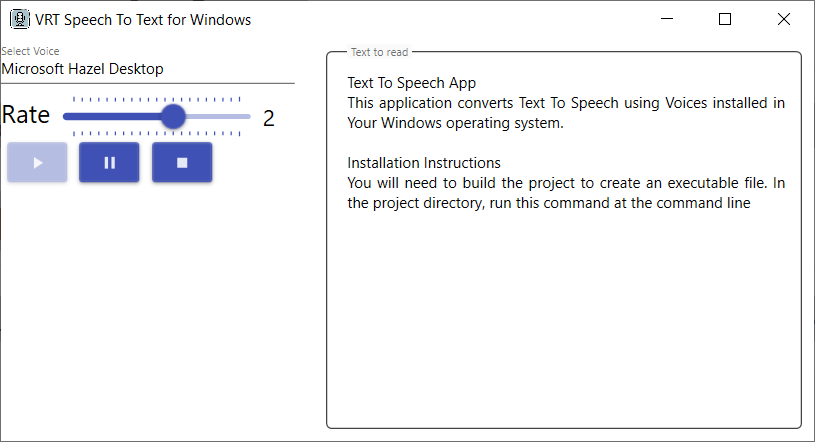 VRT Speech To Text for Windows
Select Voice
Microsoft Hazel Desktop
Rate
2
Text to read
Text To Speech App
This application converts Text To Speech using Voices installed in
Your Windows operating system.
Installation Instructions
You will need to build the project to create an executable file. In
the project directory, run this command at the command line